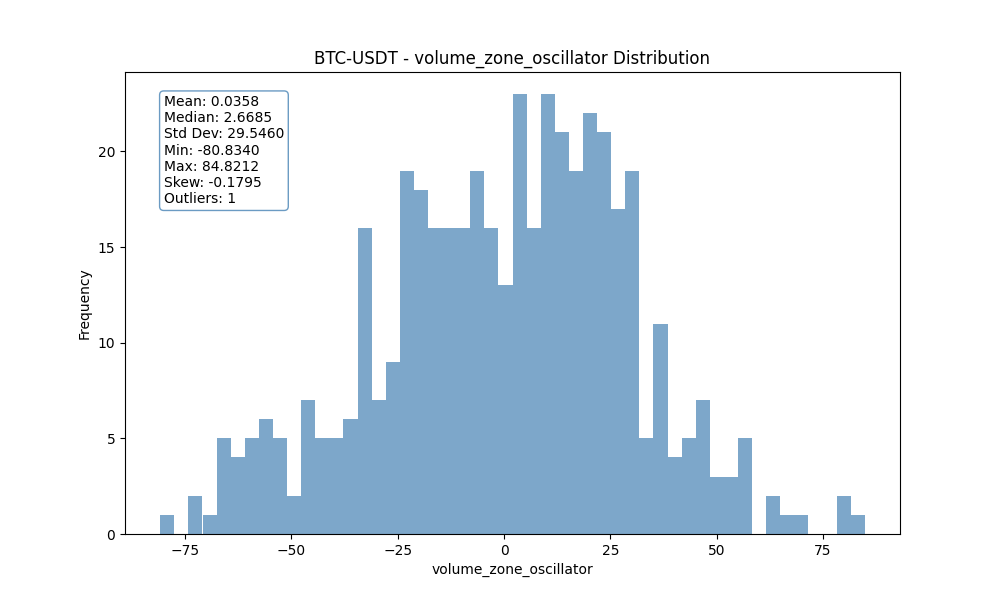 BTC-USDT - volume_zone_oscillator Distribution
Mean: 0.0358
Median: 2.6685
Std Dev: 29.5460
Min: -80.8340
Max: 84.8212
Skew: -0.1795
Outliers: 1
20
15
10
5
0
Frequency
−75 −50 −25 0 25 50 75
volume_zone_oscillator